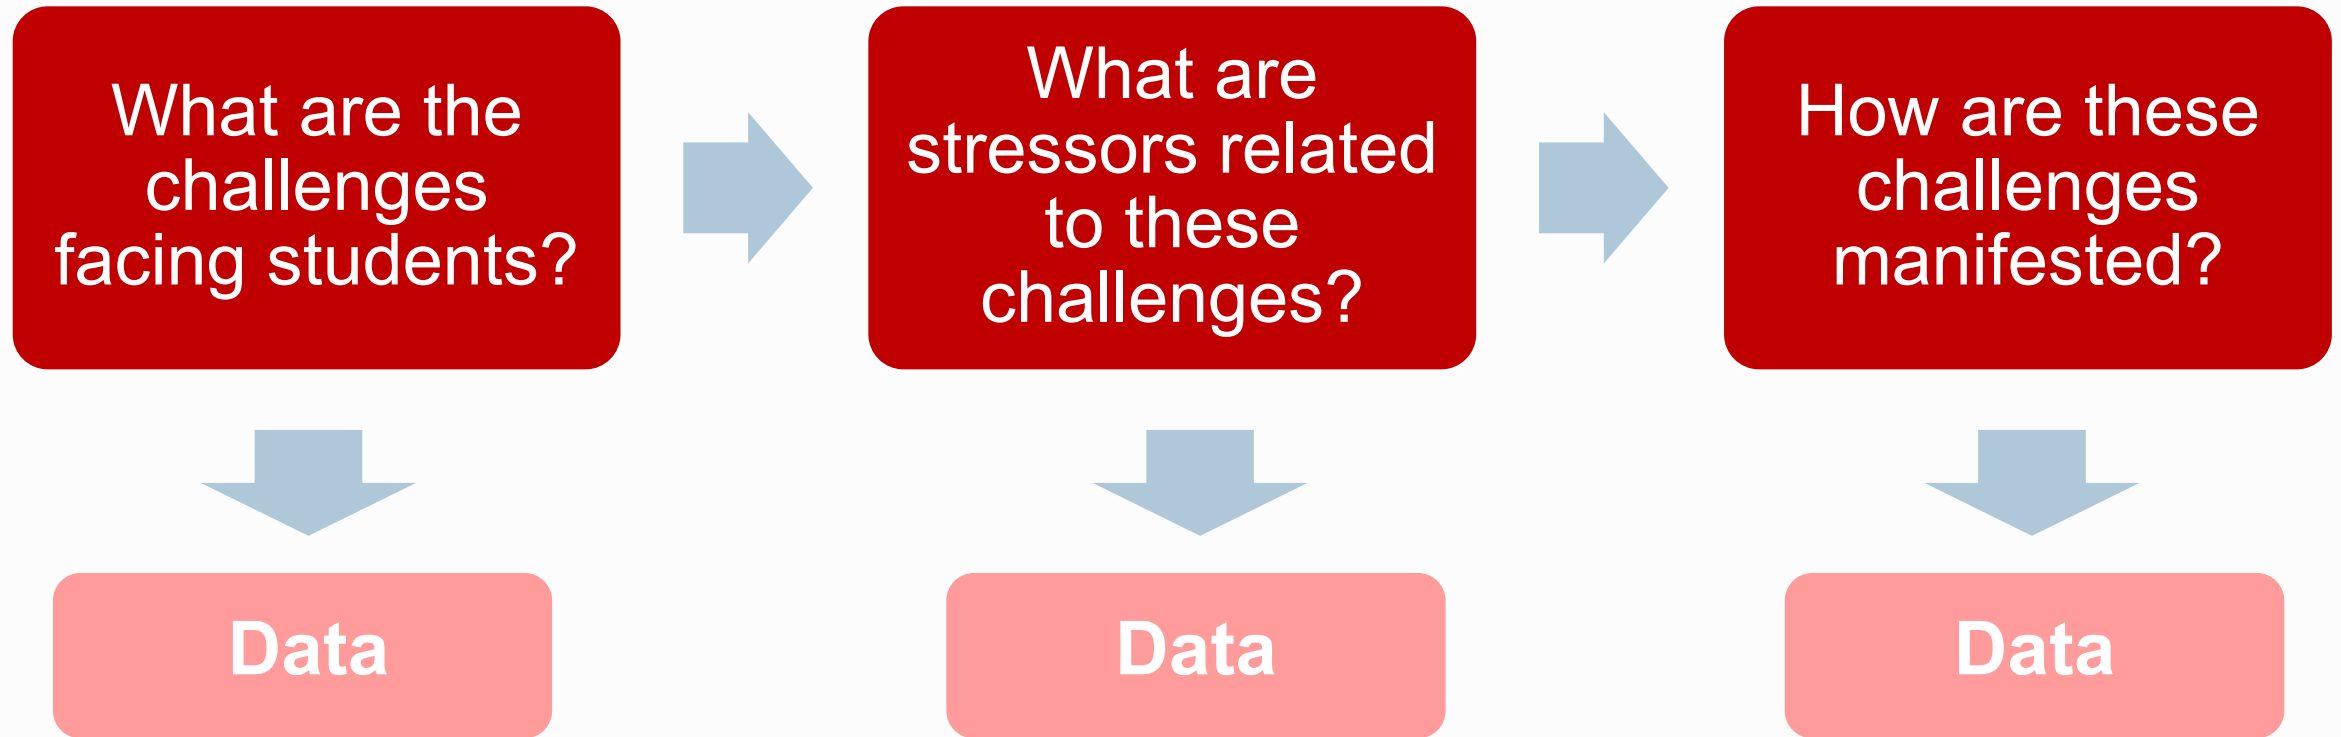 What are the
challenges
facing students?
What are
stressors related
to these
challenges?
How are these
challenges
manifested?
Data
Data
Data